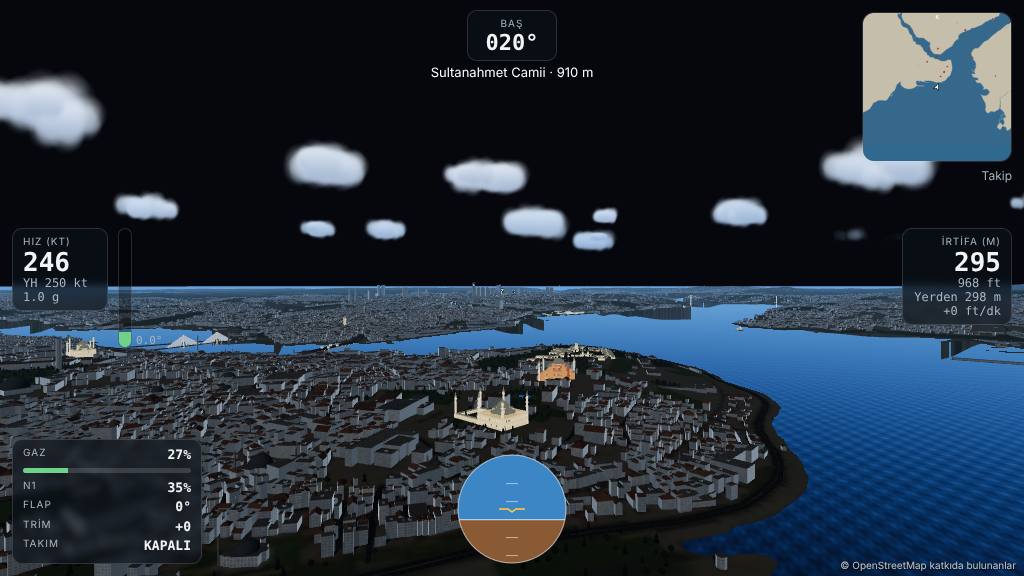 BAŞ
020°
Sultanahmet Camii · 910 m
K
Takip
HIZ (KT)
246
YH 250 kt
1.0 g
0.0°
İRTİFA (M)
295
968 ft
Yerden 298 m
+0 ft/dk
GAZ 27%
N1 35%
FLAP 0°
TRİM +0
TAKIM KAPALI
© OpenStreetMap katkıda bulunanlar